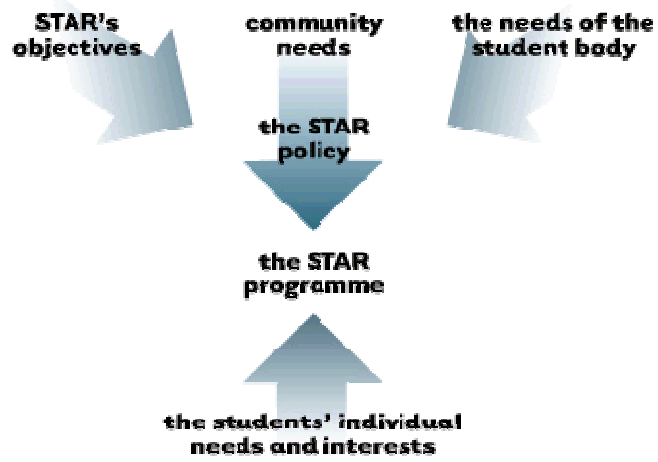 STAR's
objectives
community
needs
the needs of the
student body
the STAR
policy
the STAR
programme
the students' individual
needs and interests